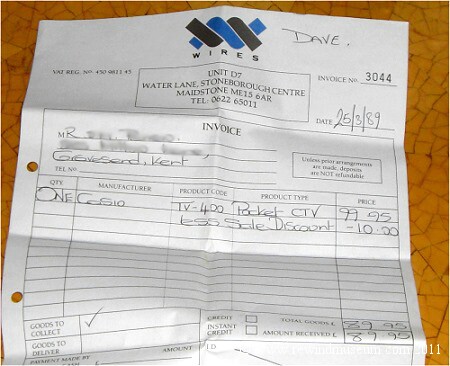 WIRES
Dave.
UNIT D7
WATER LANE, STONEBOROUGH CENTRE
MAIDSTONE ME15 6AR
TEL: 0622 65011
VAT REG. Nº 450 9811 45
INVOICE No. 3044
DATE 25/3/89
INVOICE
MR
Gravesend, Kent
TEL Nº
Unless prior arrangements
are made, deposits
are NOT refundable
QTY MANUFACTURER PRODUCT CODE PRODUCT TYPE PRICE
ONE Casio TV-400 Pocket CTV 99.95
Less Sale Discount -10.00
GOODS TO
COLLECT ✓
GOODS TO
DELIVER
CREDIT
INSTANT
CREDIT
TOTAL GOODS £ 89.95
AMOUNT RECEIVED £ 89.95
PAYMENT MADE BY
AMOUNT